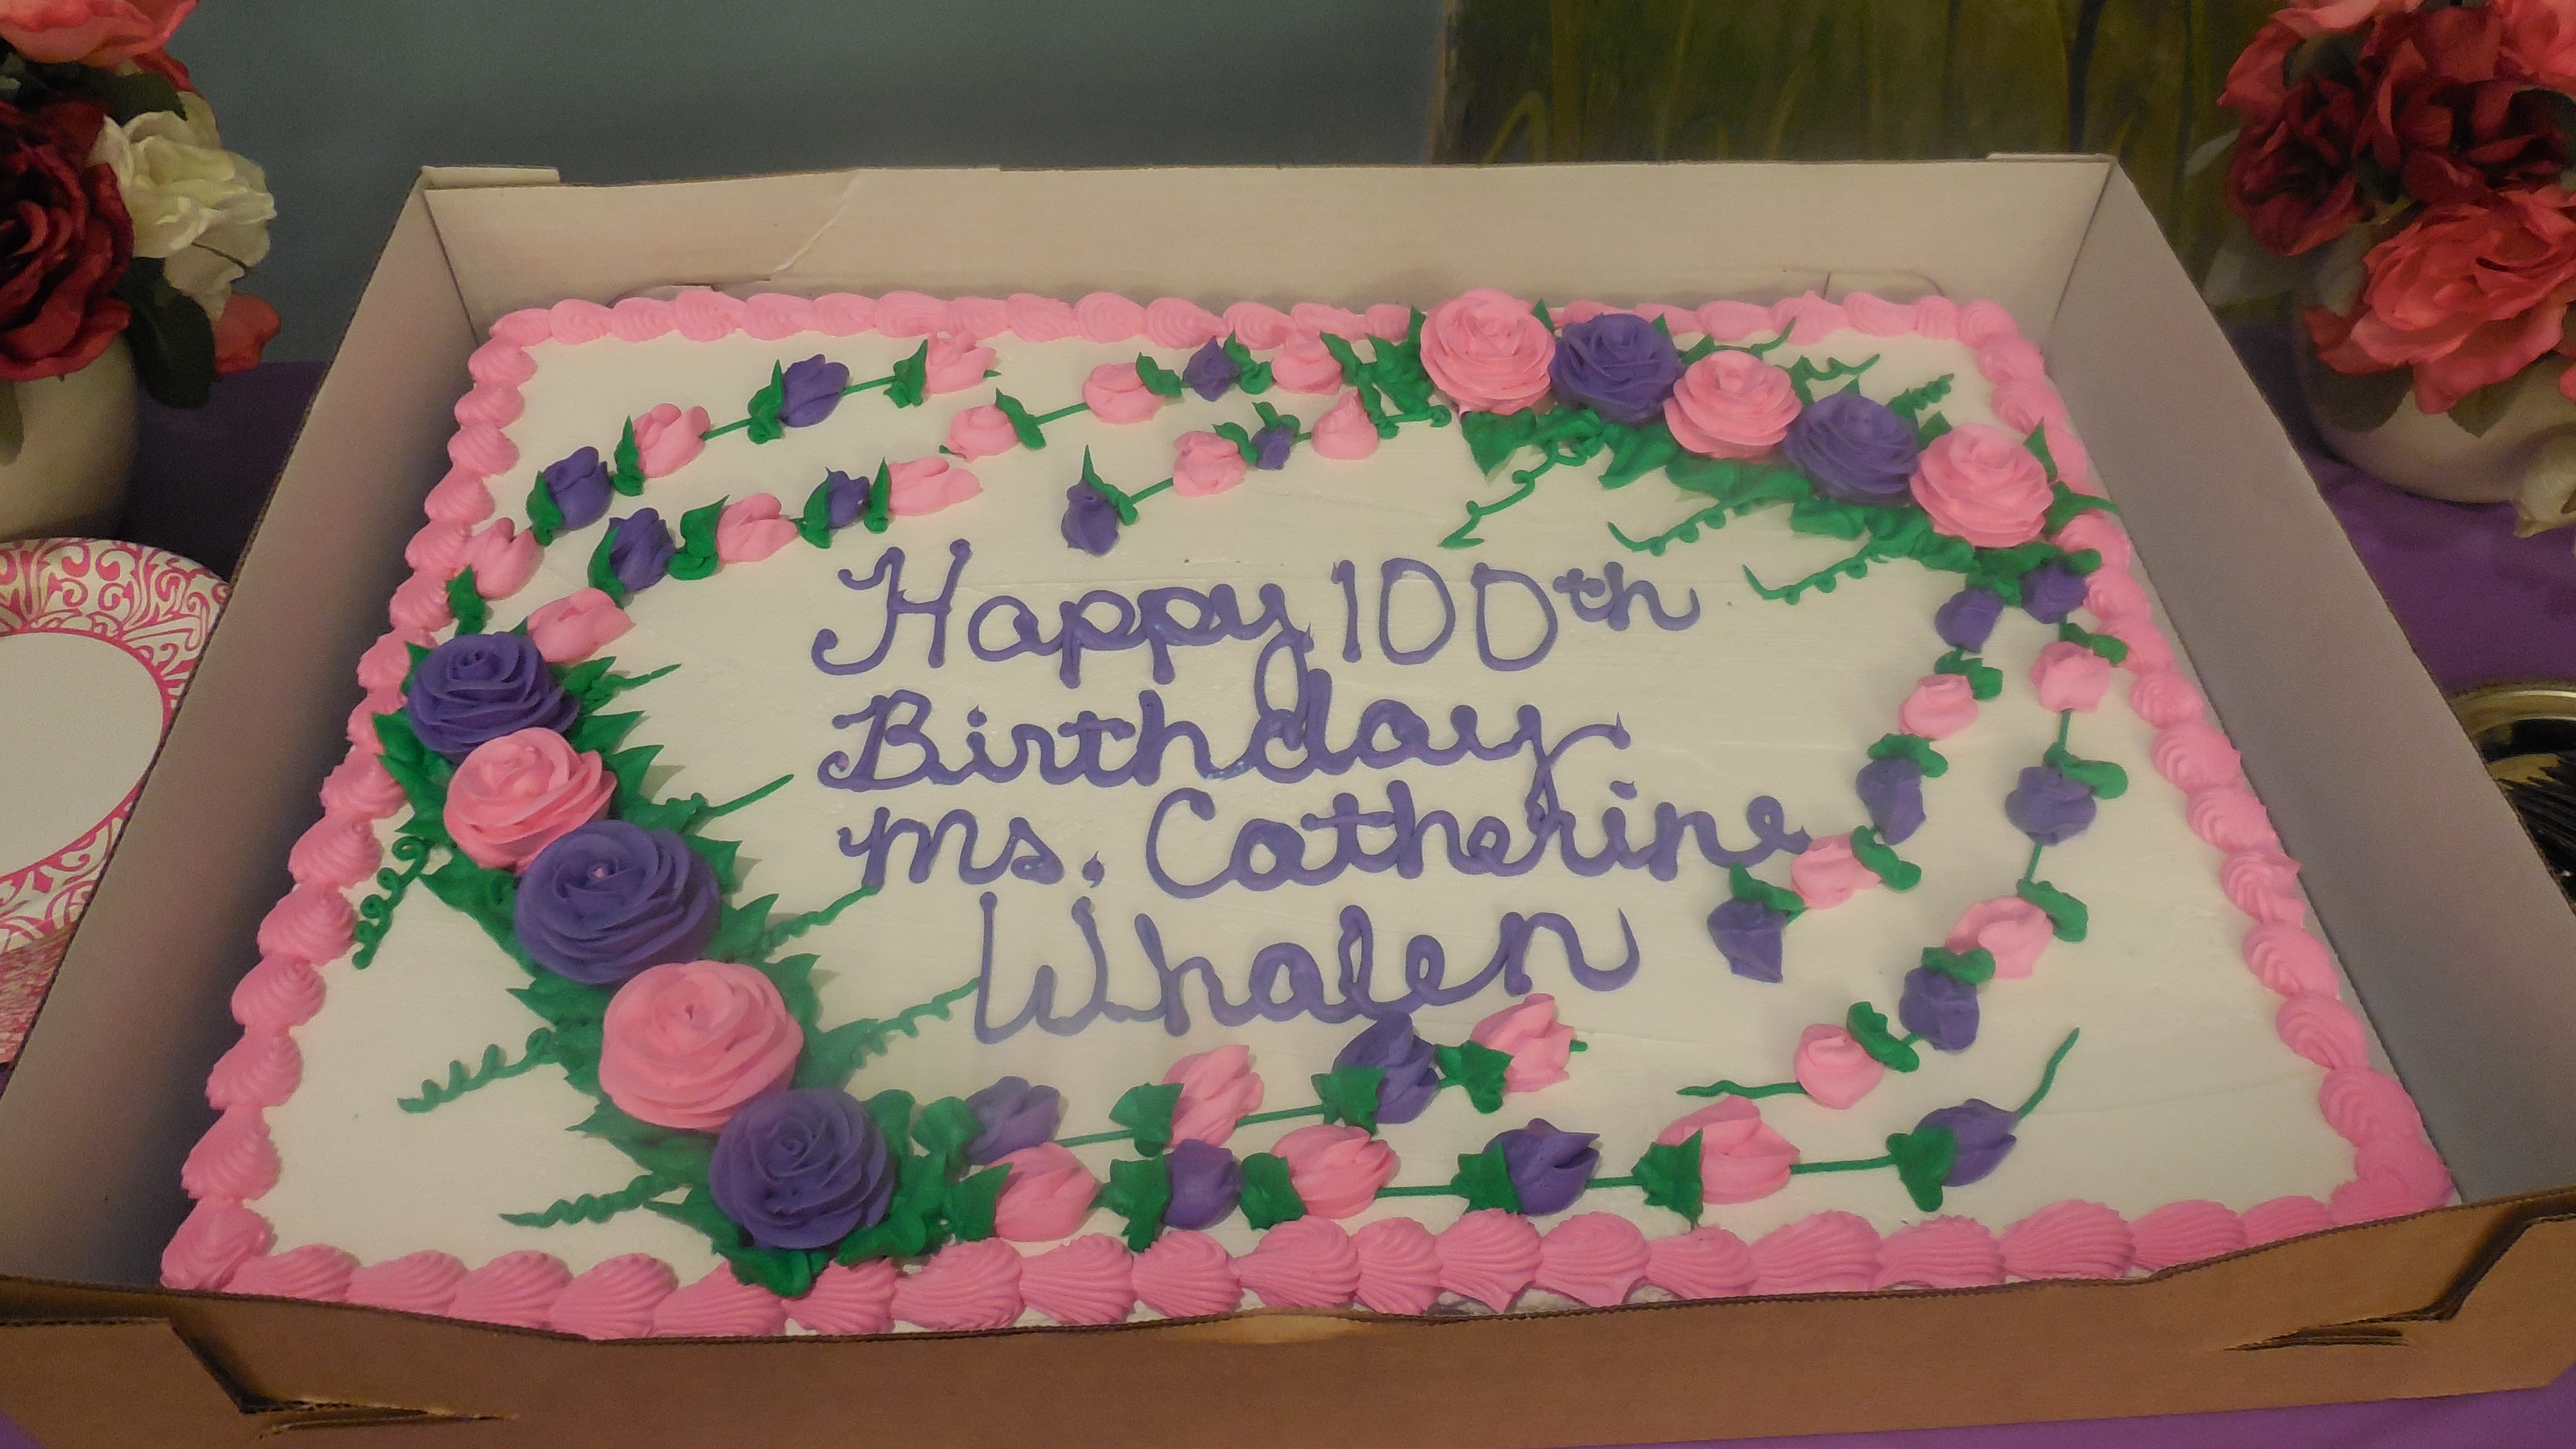 Happy 100th
Birthday
Ms. Catherine
Whalen